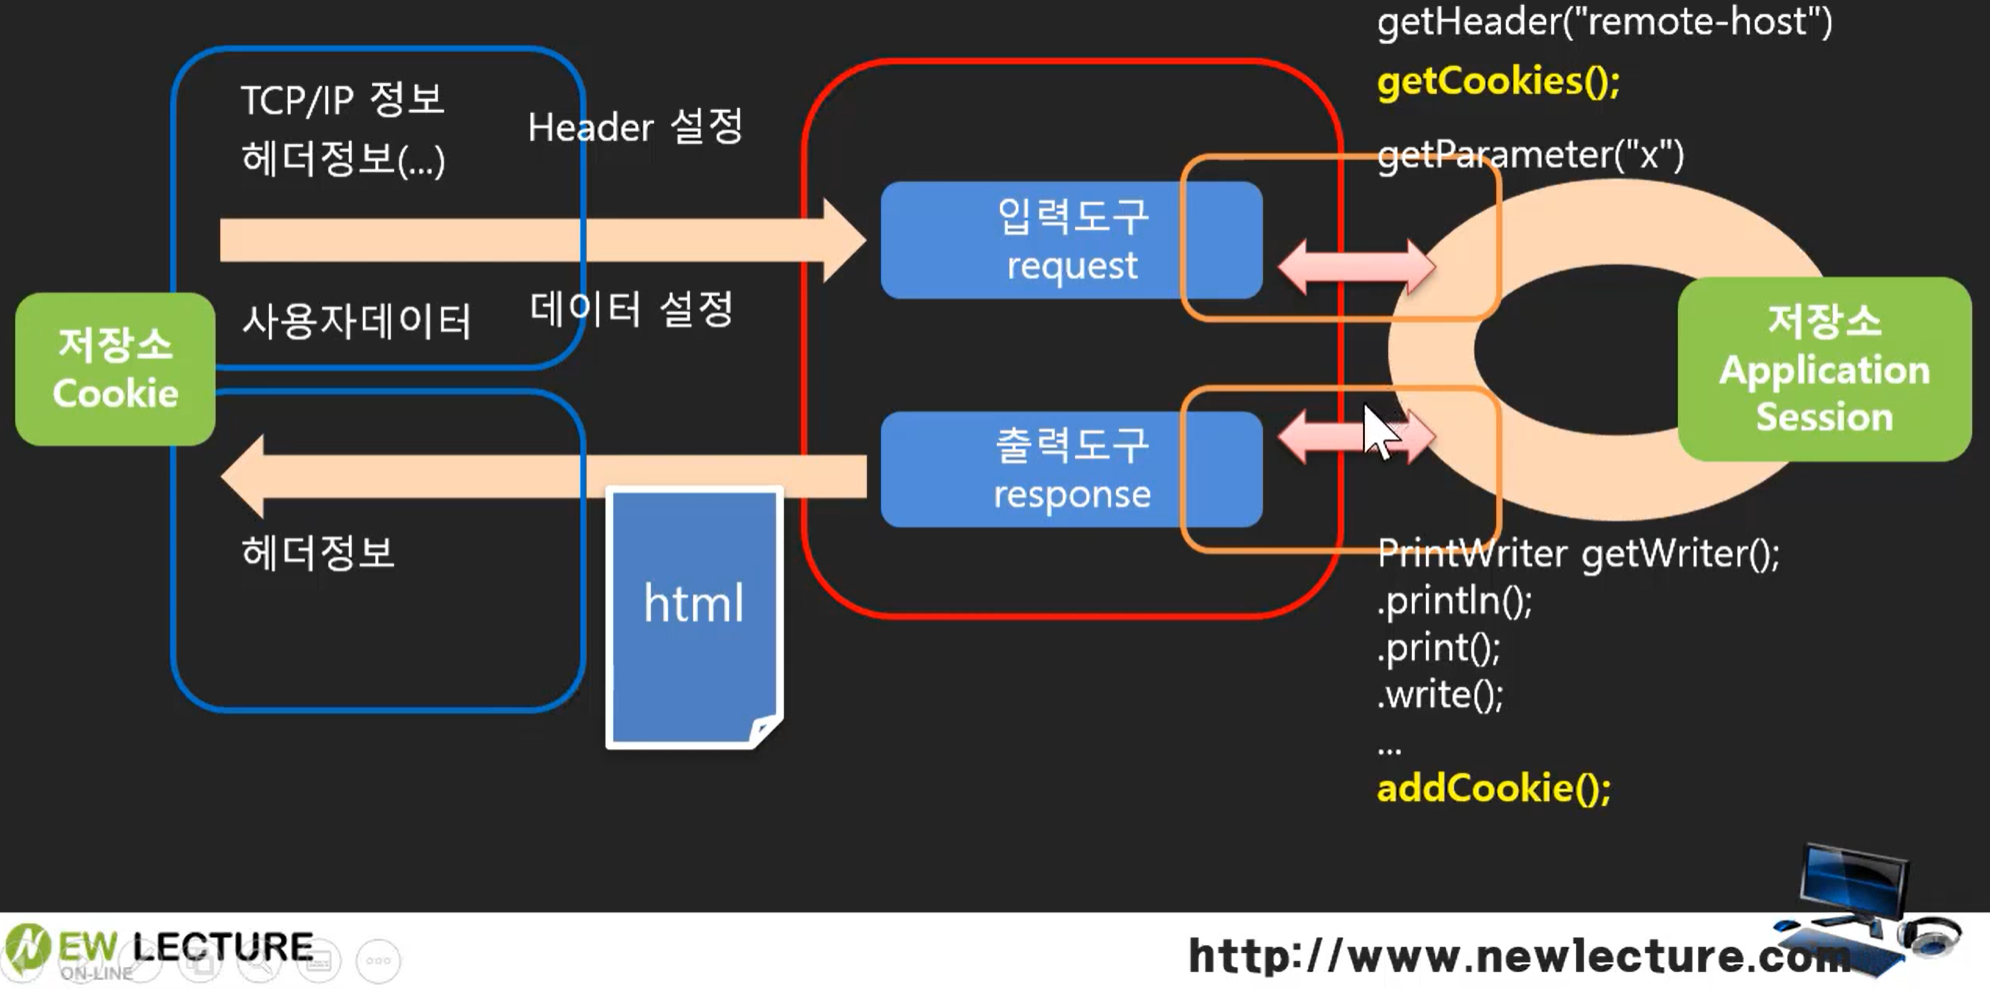 getHeader("remote-host")
getCookies();
getParameter("x")
TCP/IP 정보
헤더정보(...)
Header 설정
입력도구
request
사용자데이터
데이터 설정
저장소
Cookie
저장소
Application
Session
출력도구
response
헤더정보
html
PrintWriter getWriter();
.println();
.print();
.write();
...
addCookie();
NEW LECTURE
ON-LINE
http://www.newlecture.com